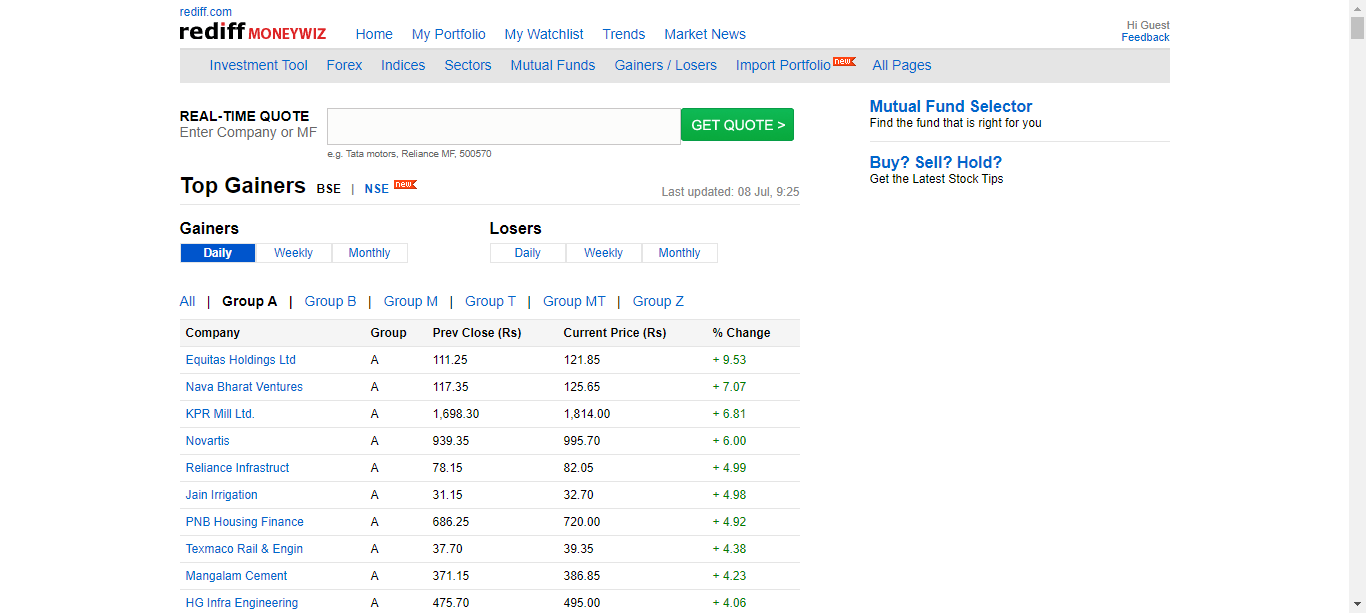 rediff.com
rediff MONEYWIZ Home My Portfolio My Watchlist Trends Market News
Hi Guest
Feedback
Investment Tool Forex Indices Sectors Mutual Funds Gainers / Losers Import Portfolio new All Pages
REAL-TIME QUOTE
Enter Company or MF
GET QUOTE >
e.g. Tata motors, Reliance MF, 500570
Mutual Fund Selector
Find the fund that is right for you
Buy? Sell? Hold?
Get the Latest Stock Tips
Top Gainers BSE | NSE new
Last updated: 08 Jul, 9:25
Gainers Losers
Daily Weekly Monthly Daily Weekly Monthly
All | Group A | Group B | Group M | Group T | Group MT | Group Z
Company Group Prev Close (Rs) Current Price (Rs) % Change
Equitas Holdings Ltd A 111.25 121.85 + 9.53
Nava Bharat Ventures A 117.35 125.65 + 7.07
KPR Mill Ltd. A 1,698.30 1,814.00 + 6.81
Novartis A 939.35 995.70 + 6.00
Reliance Infrastruct A 78.15 82.05 + 4.99
Jain Irrigation A 31.15 32.70 + 4.98
PNB Housing Finance A 686.25 720.00 + 4.92
Texmaco Rail & Engin A 37.70 39.35 + 4.38
Mangalam Cement A 371.15 386.85 + 4.23
HG Infra Engineering A 475.70 495.00 + 4.06